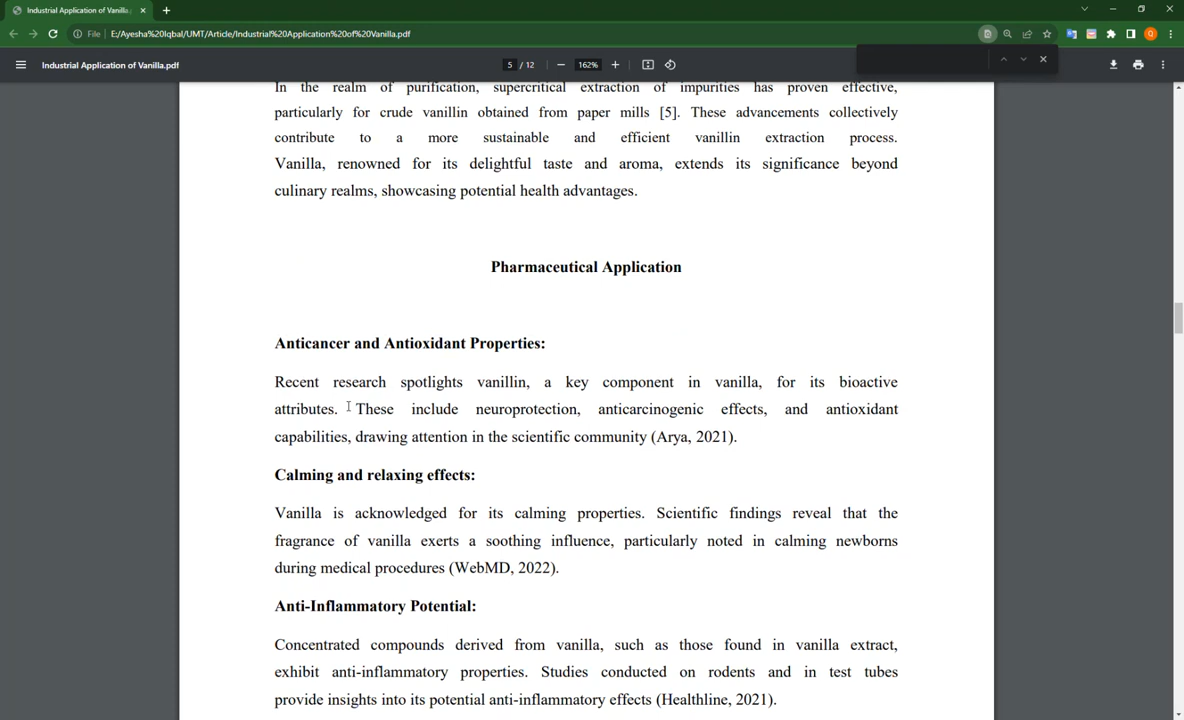 Industrial Application of Vanilla
File
E:/Ayesha%20Iqbal/UMT/Article/Industrial%20Application%20of%20Vanilla.pdf
Q
Industrial Application of Vanilla.pdf
5 / 12
162%
In the realm of purification, supercritical extraction of impurities has proven effective,
particularly for crude vanillin obtained from paper mills [5]. These advancements collectively
contribute to a more sustainable and efficient vanillin extraction process.
Vanilla, renowned for its delightful taste and aroma, extends its significance beyond
culinary realms, showcasing potential health advantages.
Pharmaceutical Application
Anticancer and Antioxidant Properties:
Recent research spotlights vanillin, a key component in vanilla, for its bioactive
attributes. These include neuroprotection, anticarcinogenic effects, and antioxidant
capabilities, drawing attention in the scientific community (Arya, 2021).
Calming and relaxing effects:
Vanilla is acknowledged for its calming properties. Scientific findings reveal that the
fragrance of vanilla exerts a soothing influence, particularly noted in calming newborns
during medical procedures (WebMD, 2022).
Anti-Inflammatory Potential:
Concentrated compounds derived from vanilla, such as those found in vanilla extract,
exhibit anti-inflammatory properties. Studies conducted on rodents and in test tubes
provide insights into its potential anti-inflammatory effects (Healthline, 2021).